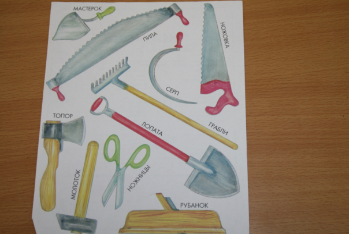 МАСТЕРОК
ПИЛА
НОЖОВКА
СЕРП
ГРАБЛИ
ТОПОР
ЛОПАТА
МОЛОТОК
НОЖНИЦЫ
РУБАНОК